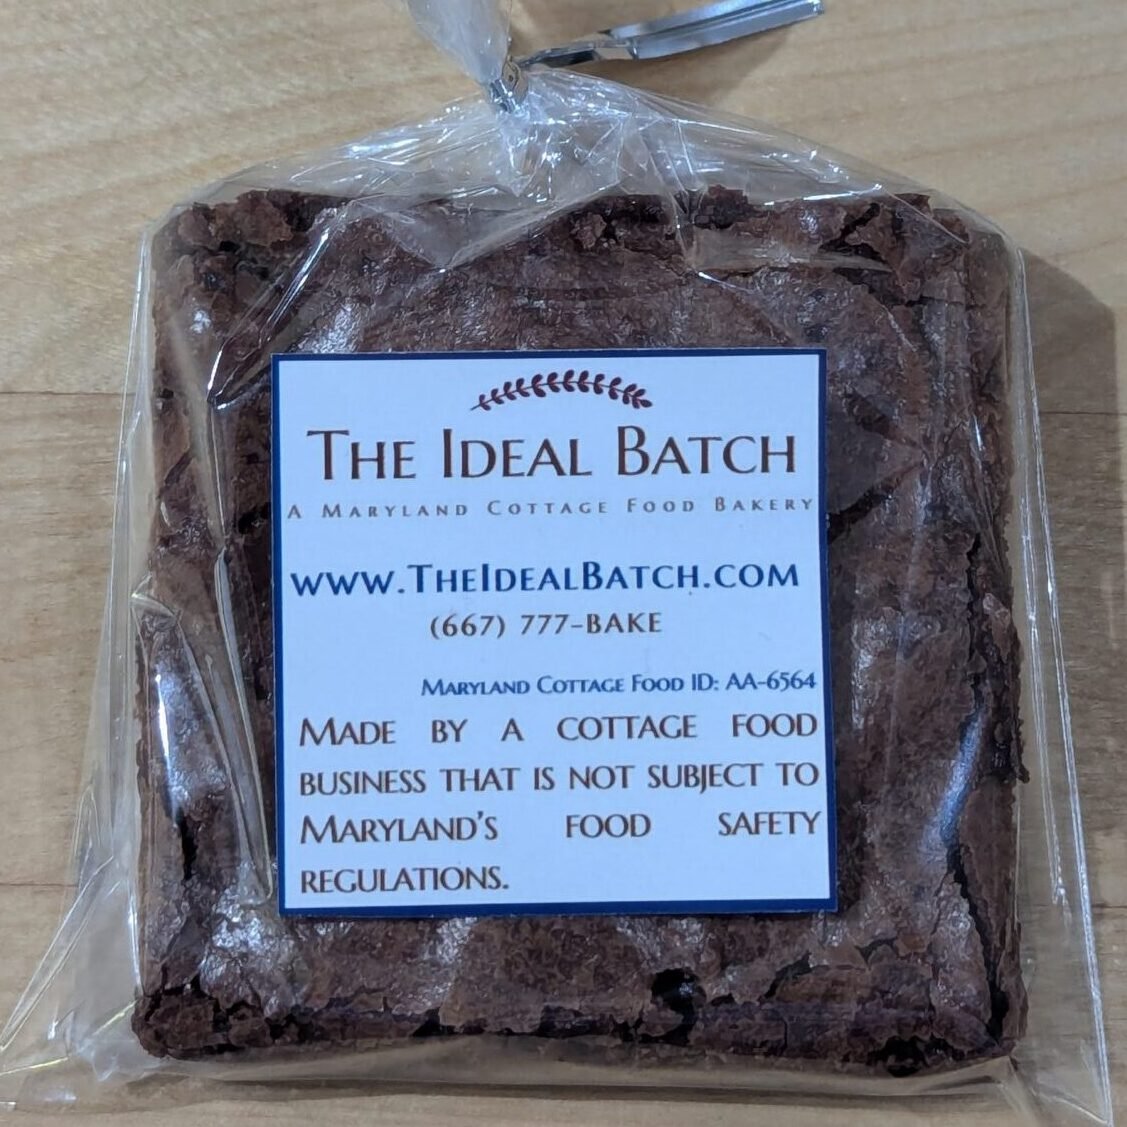 The Ideal Batch
A Maryland Cottage Food Bakery
www.TheIdealBatch.com
(667) 777-BAKE
Maryland Cottage Food ID: AA-6564
Made by a cottage food
business that is not subject to
Maryland's food safety
regulations.